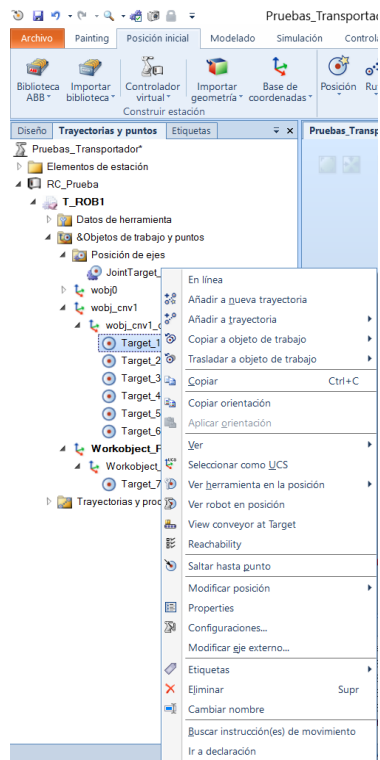 Pruebas_Transportado
Archivo Painting Posición inicial Modelado Simulación Contro
Biblioteca ABB Importar biblioteca Controlador virtual Importar geometría Base de coordenadas Posición Ru
Construir estación
Diseño Trayectorias y puntos Etiquetas
Pruebas_Transp
Pruebas_Transportador*
Elementos de estación
RC_Prueba
T_ROB1
Datos de herramienta
&Objetos de trabajo y puntos
Posición de ejes
JointTarget_
wobj0
wobj_cnv1
wobj_cnv1_o
Target_1
Target_2
Target_3
Target_4
Target_5
Target_6
Workobject_F
Workobject_
Target_7
Trayectorias y proc
En línea
Añadir a nueva trayectoria
Añadir a trayectoria
Copiar a objeto de trabajo
Trasladar a objeto de trabajo
Copiar Ctrl+C
Copiar orientación
Aplicar orientación
Ver
Seleccionar como UCS
Ver herramienta en la posición
Ver robot en posición
View conveyor at Target
Reachability
Saltar hasta punto
Modificar posición
Properties
Configuraciones...
Modificar eje externo...
Etiquetas
Eliminar Supr
Cambiar nombre
Buscar instrucción(es) de movimiento
Ir a declaración